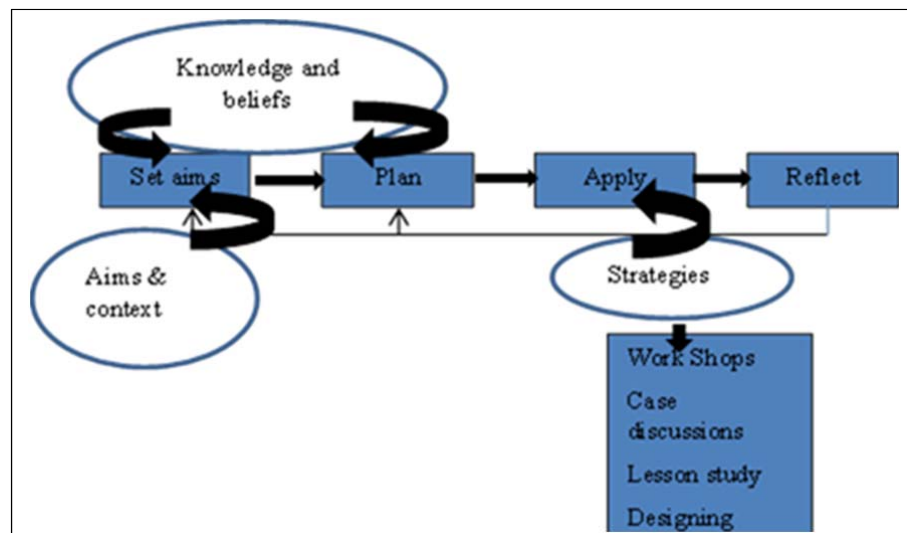 Knowledge and
beliefs
Set aims
Plan
Apply
Reflect
Aims &
context
Strategies
Work Shops
Case
discussions
Lesson study
Designing